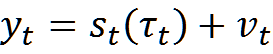 y_t = s_t(τ_t) + v_t